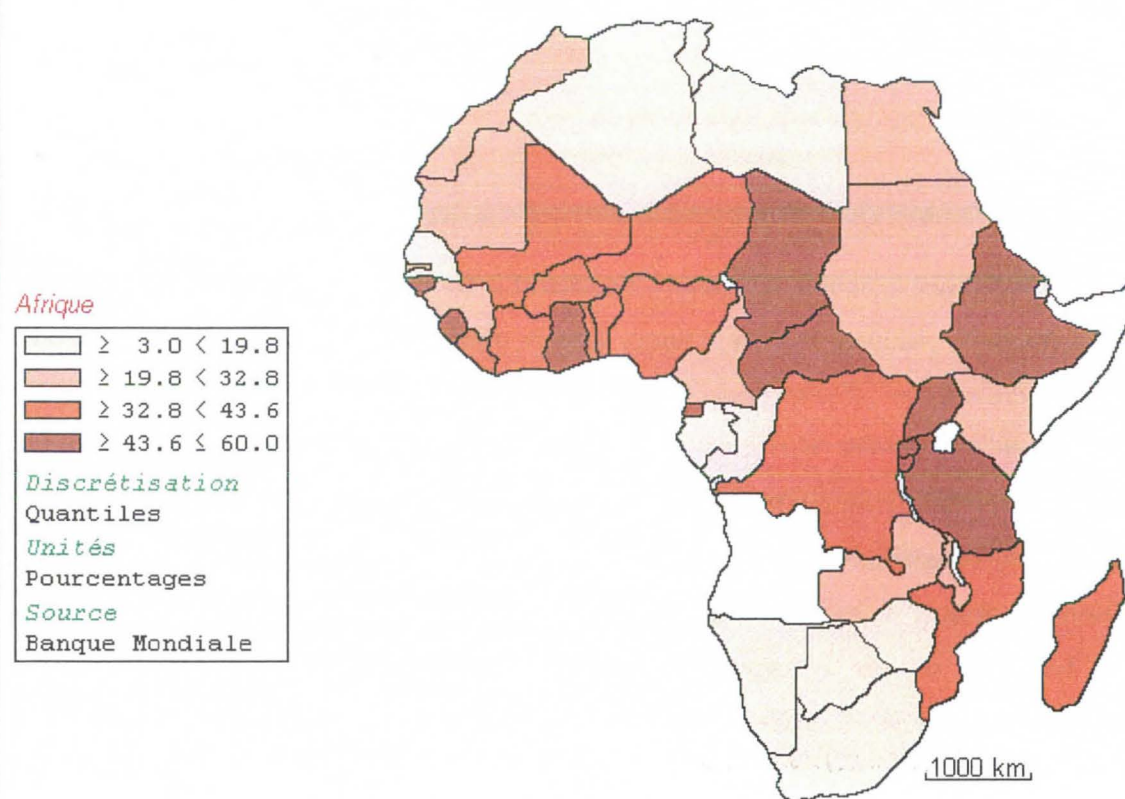 Afrique
≥ 3.0 < 19.8
≥ 19.8 < 32.8
≥ 32.8 < 43.6
≥ 43.6 ≤ 60.0
Discrétisation
Quantiles
Unités
Pourcentages
Source
Banque Mondiale
1000 km